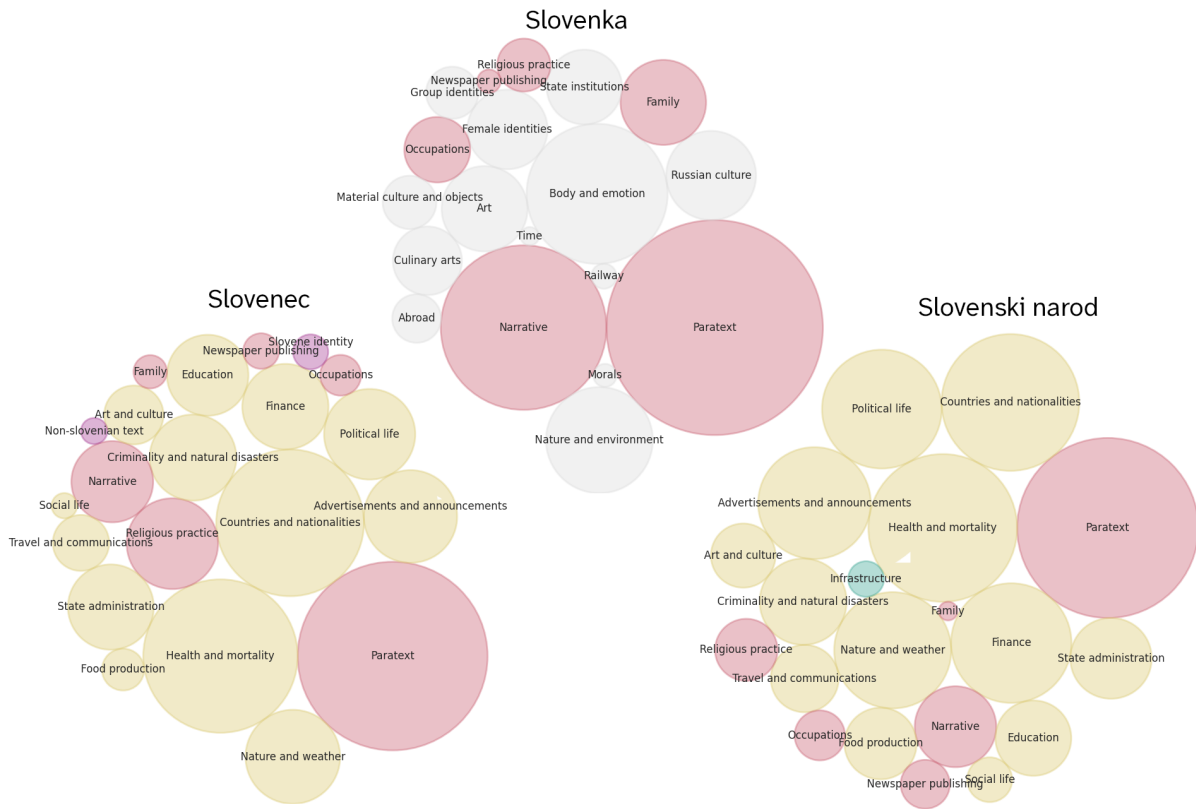 Slovenka
Religious practice
Newspaper publishing
Group identities
State institutions
Family
Female identities
Occupations
Russian culture
Body and emotion
Material culture and objects
Art
Time
Culinary arts
Railway
Abroad
Narrative
Paratext
Morals
Nature and environment
Slovenec
Slovene identity
Newspaper publishing
Family
Education
Occupations
Finance
Art and culture
Non-slovenian text
Political life
Criminality and natural disasters
Narrative
Social life
Advertisements and announcements
Countries and nationalities
Religious practice
Travel and communications
State administration
Health and mortality
Paratext
Food production
Nature and weather
Slovenski narod
Political life
Countries and nationalities
Advertisements and announcements
Health and mortality
Paratext
Art and culture
Infrastructure
Criminality and natural disasters
Family
Religious practice
Nature and weather
Finance
State administration
Travel and communications
Narrative
Occupations
Food production
Education
Social life
Newspaper publishing